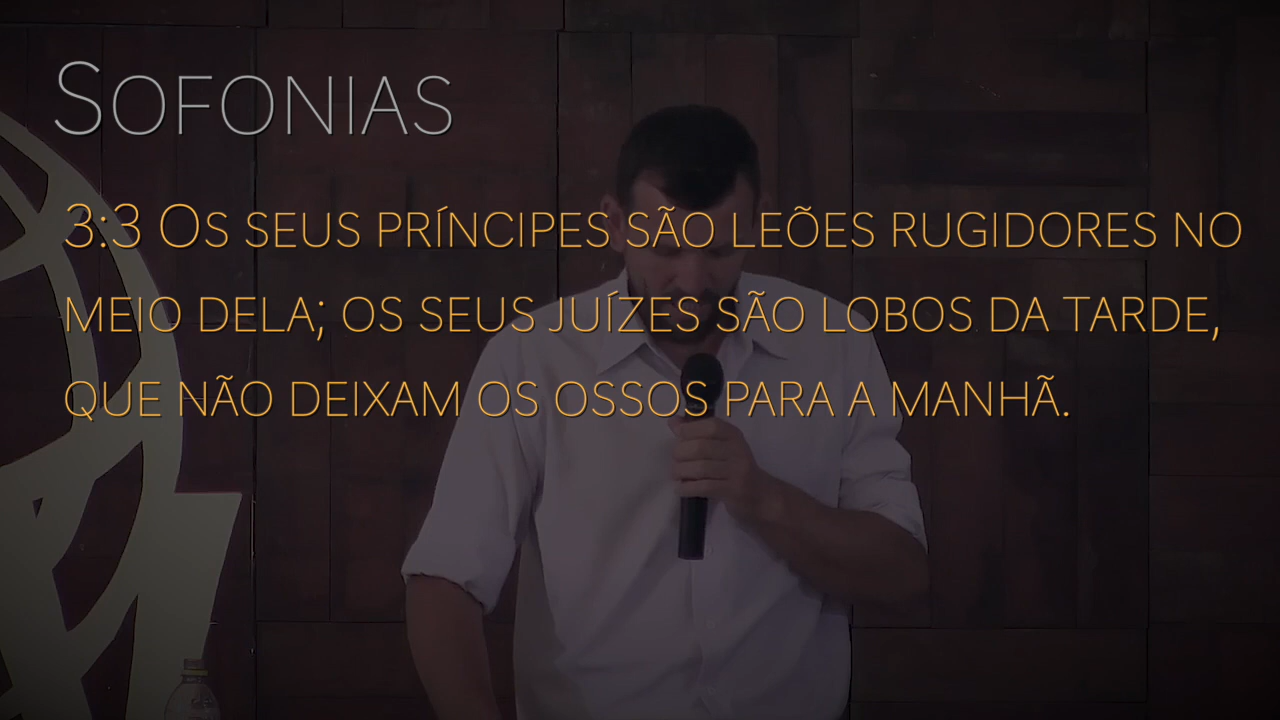 Sofonias
3:3 Os seus príncipes são leões rugidores no
meio dela; os seus juízes são lobos da tarde,
que não deixam os ossos para a manhã.